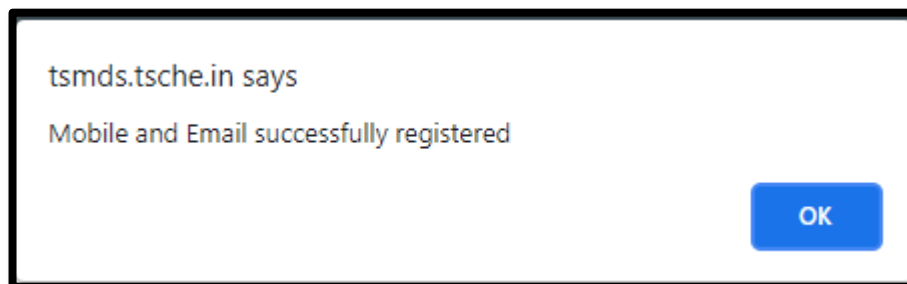 tsmds.tsche.in says
Mobile and Email successfully registered
OK